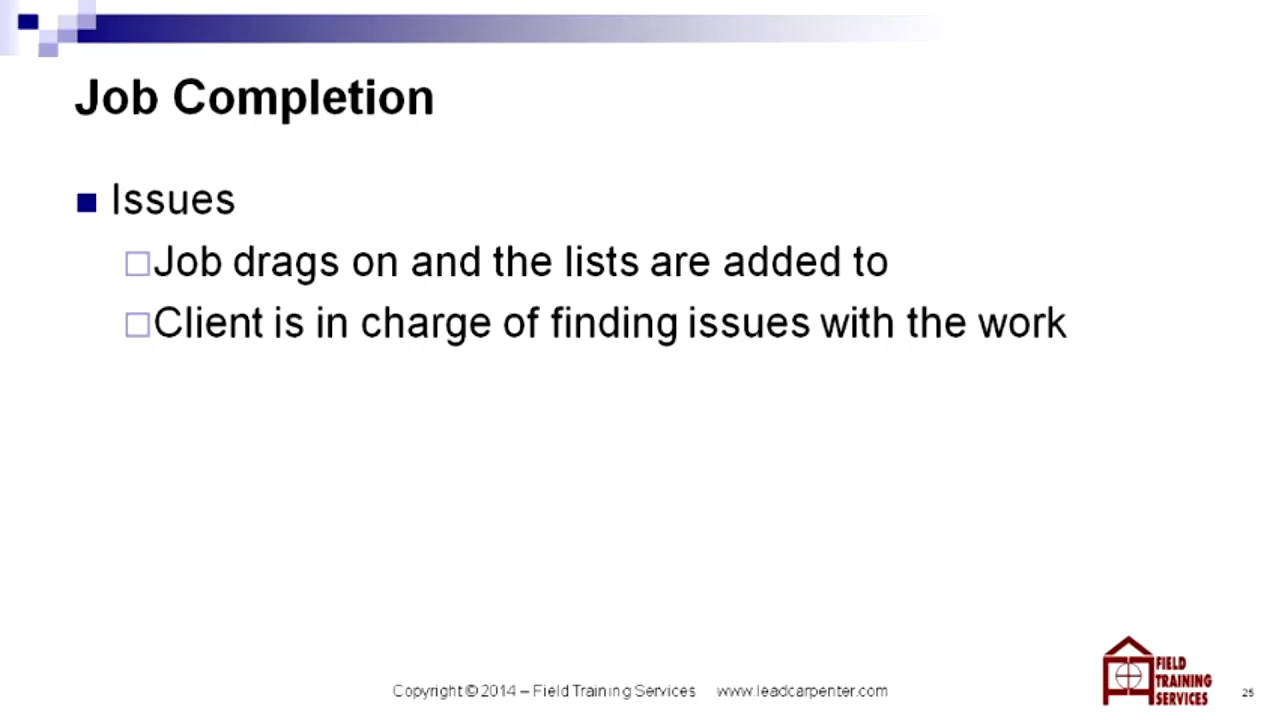 Job Completion
Issues
Job drags on and the lists are added to
Client is in charge of finding issues with the work
FIELD
TRAINING
SERVICES
Copyright © 2014 – Field Training Services www.leadcarpenter.com
25